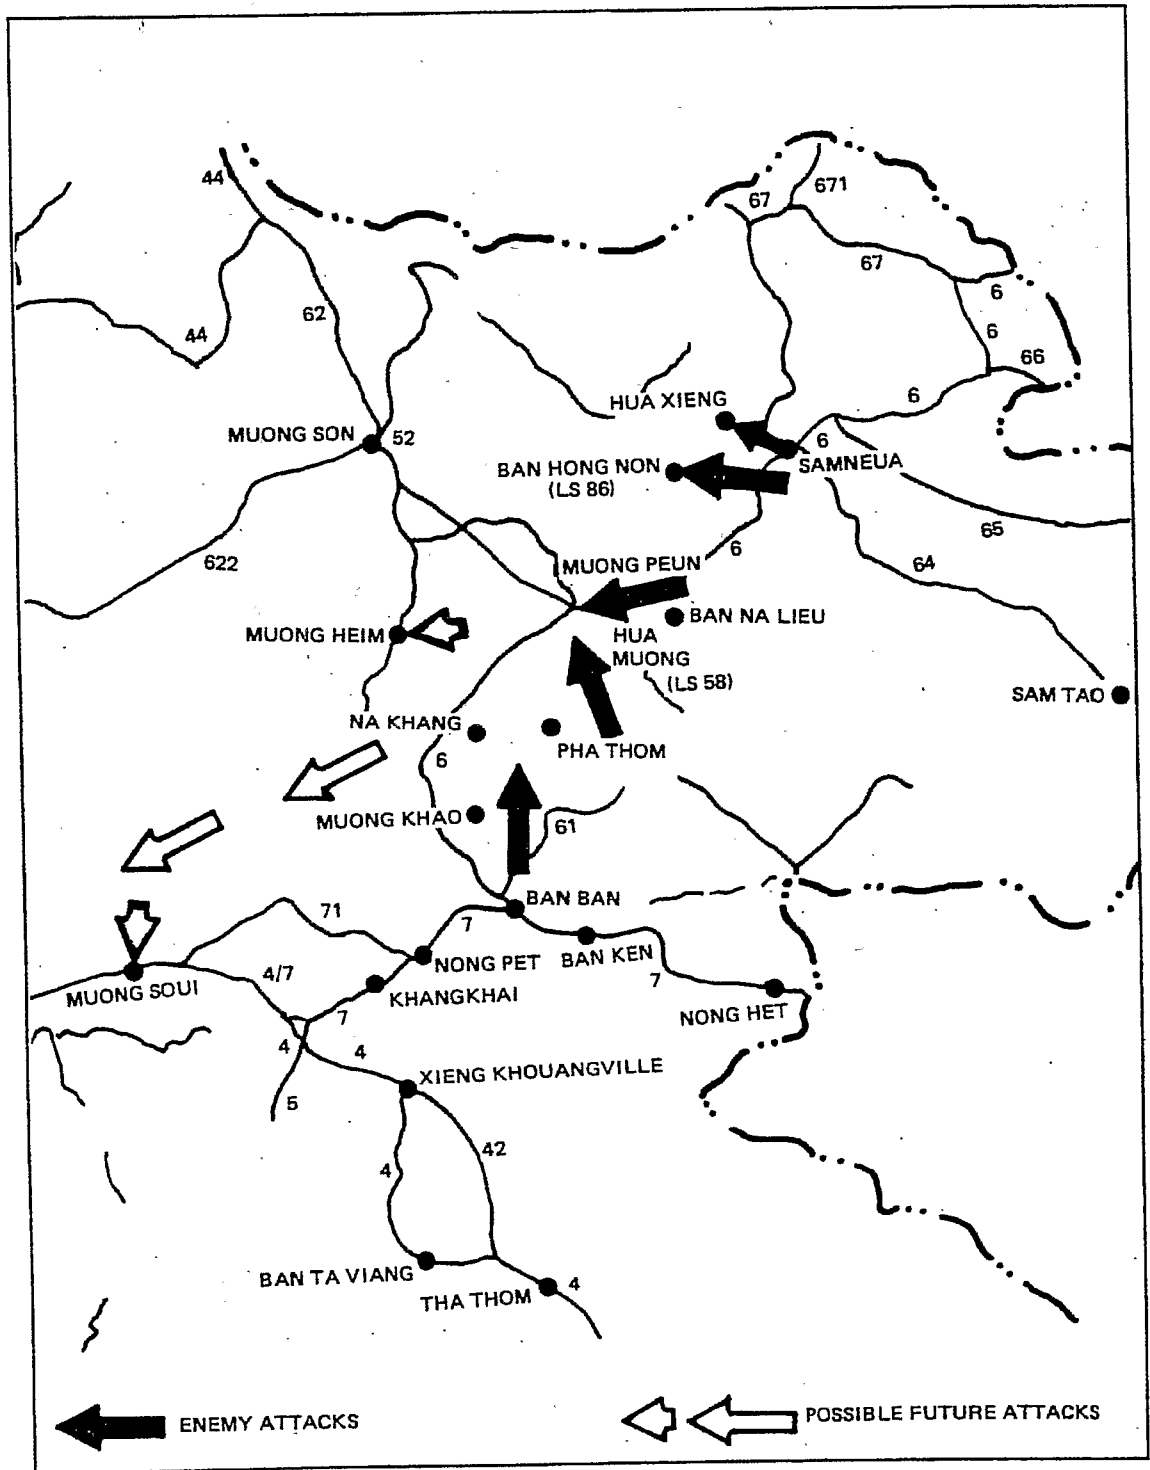 44
67
671
67
6
62
6
44
66
HUA XIENG
6
MUONG SON
52
6
SAMNEUA
BAN HONG NON
(LS 86)
65
6
622
MUONG PEUN
64
BAN NA LIEU
MUONG HEIM
HUA
MUONG
(LS 58)
SAM TAO
NA KHANG
6
PHA THOM
MUONG KHAO
61
BAN BAN
71
7
NONG PET
BAN KEN
4/7
7
MUONG SOUI
KHANGKHAI
7
NONG HET
4
4
XIENG KHOUANGVILLE
5
42
4
BAN TA VIANG
THA THOM
4
ENEMY ATTACKS
POSSIBLE FUTURE ATTACKS